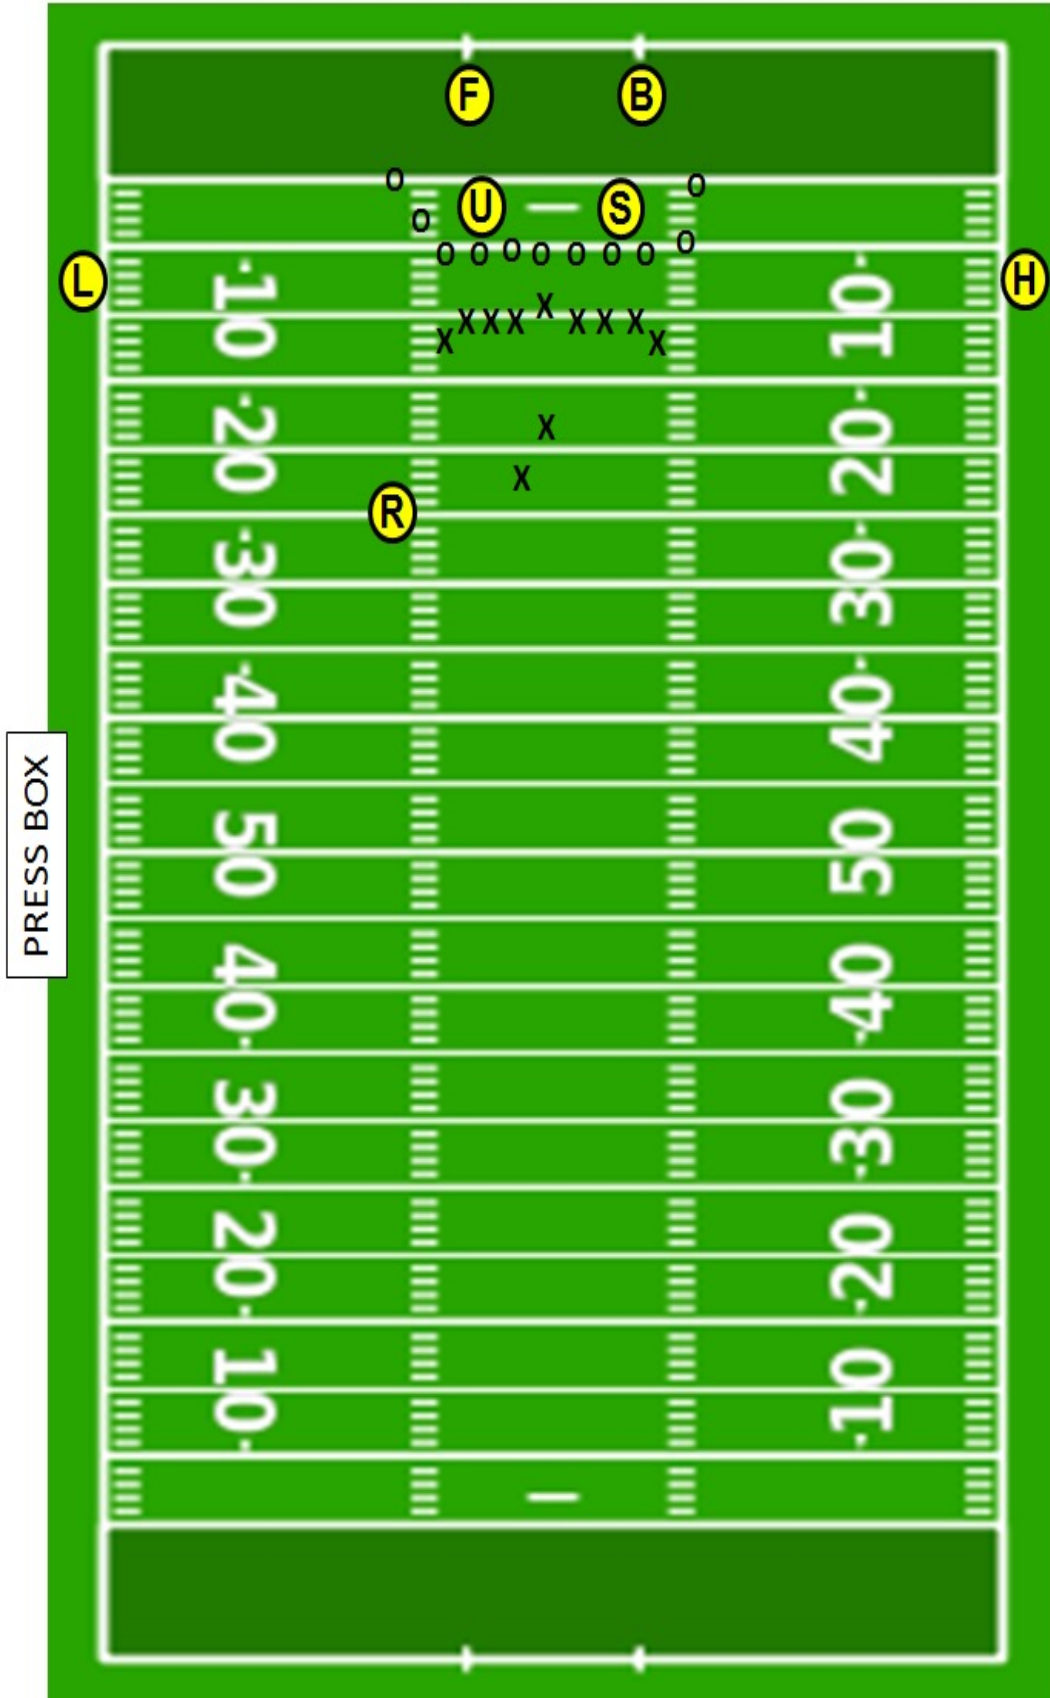 F B
O O
U S
O
O
O O O O O O O
L H
10 10
X
X X X X X X
X X
20 20
X
X
R
30 30
40 40
PRESS BOX
50 50
40 40
30 30
20 20
10 10